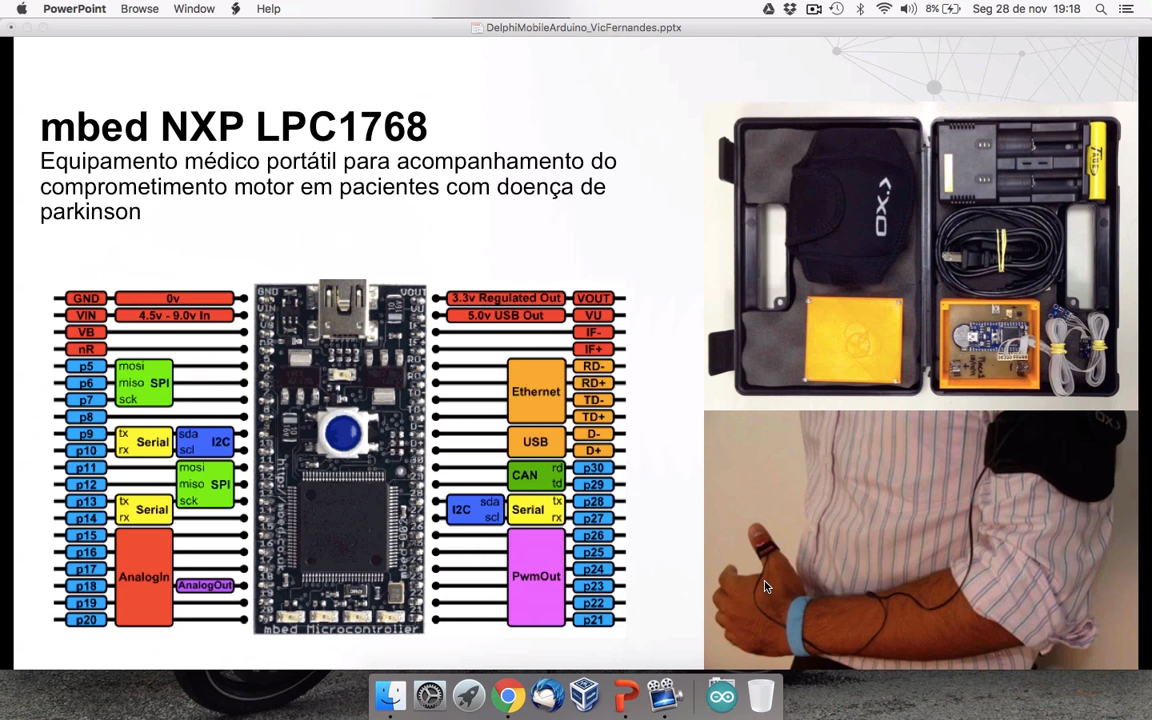 PowerPoint Browse Window Help 8% Seg 28 de nov 19:18
DelphiMobileArduino_VicFernandes.pptx
mbed NXP LPC1768
Equipamento médico portátil para acompanhamento do
comprometimento motor em pacientes com doença de
parkinson
GND 0v 3.3v Regulated Out VOUT
VIN 4.5v - 9.0v In 5.0v USB Out VU
VB IF-
nR IF+
p5 mosi RD-
p6 miso SPI Ethernet RD+
p7 sck TD-
p8 TD+
p9 tx Serial sda I2C USB D-
p10 rx scl D+
p11 mosi CAN rd p30
p12 miso SPI td p29
p13 tx Serial sck I2C sda Serial tx p28
p14 rx scl rx p27
p15 p26
p16 p25
p17 AnalogIn PwmOut p24
p18 AnalogOut p23
p19 p22
p20 p21
mbed Microcontroller